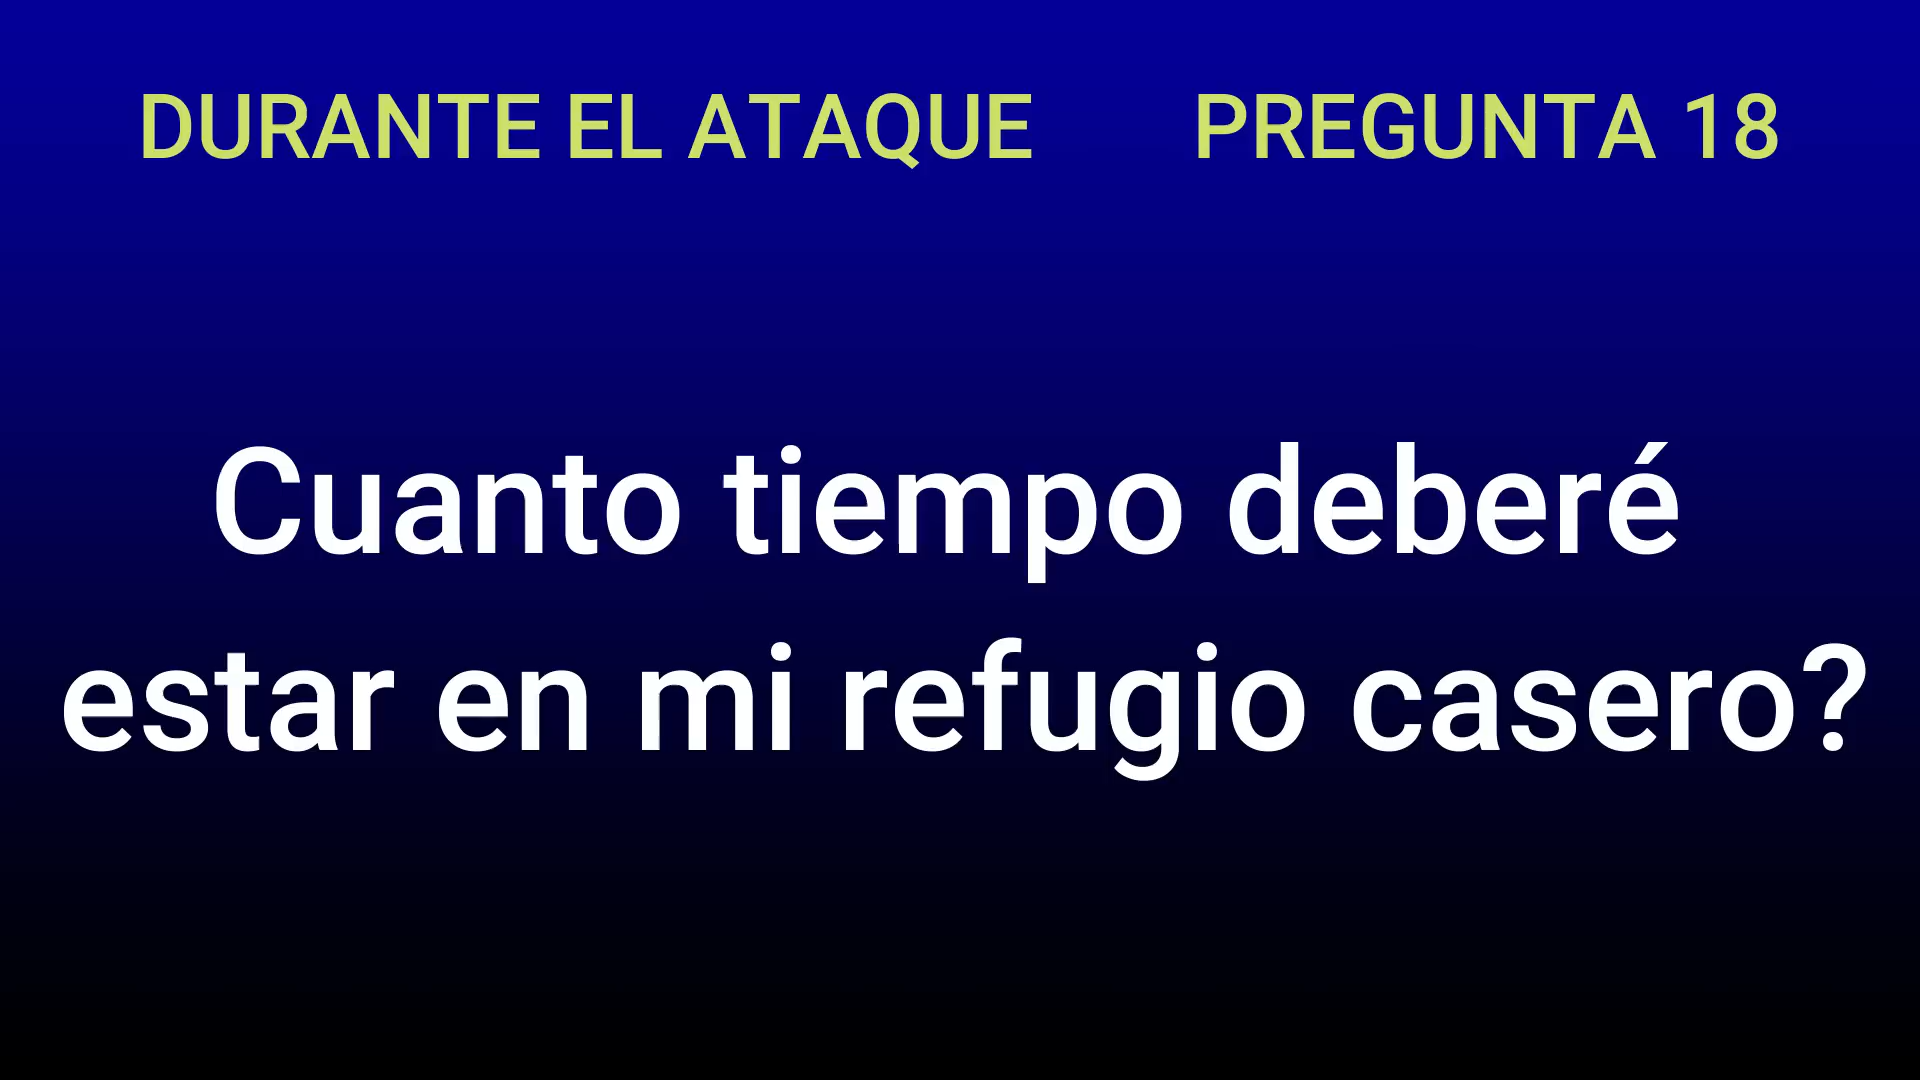 DURANTE EL ATAQUE PREGUNTA 18
Cuanto tiempo deberé
estar en mi refugio casero?